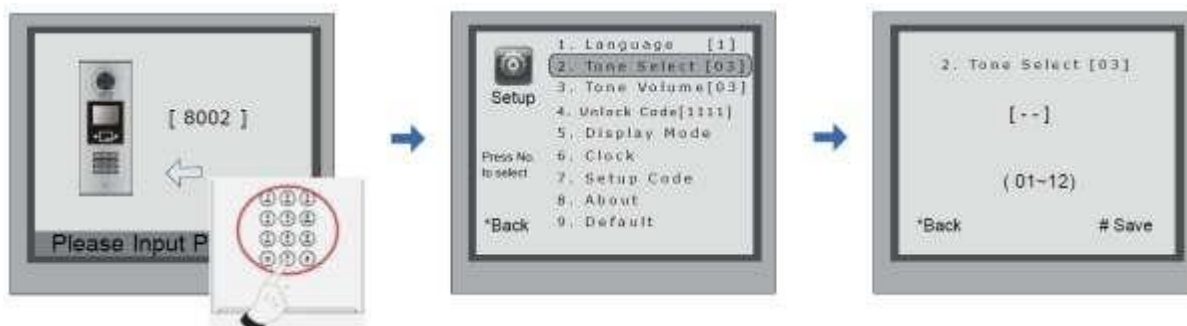 [ 8002 ]
Please Input P
1. Language [1]
2. Tone Select [03]
3. Tone Volume[03]
4. Unlock Code[1111]
5. Display Mode
6. Clock
7. Setup Code
8. About
9. Default
Setup
Press No.
to select
*Back
2. Tone Select [03]
[--]
(01~12)
*Back # Save